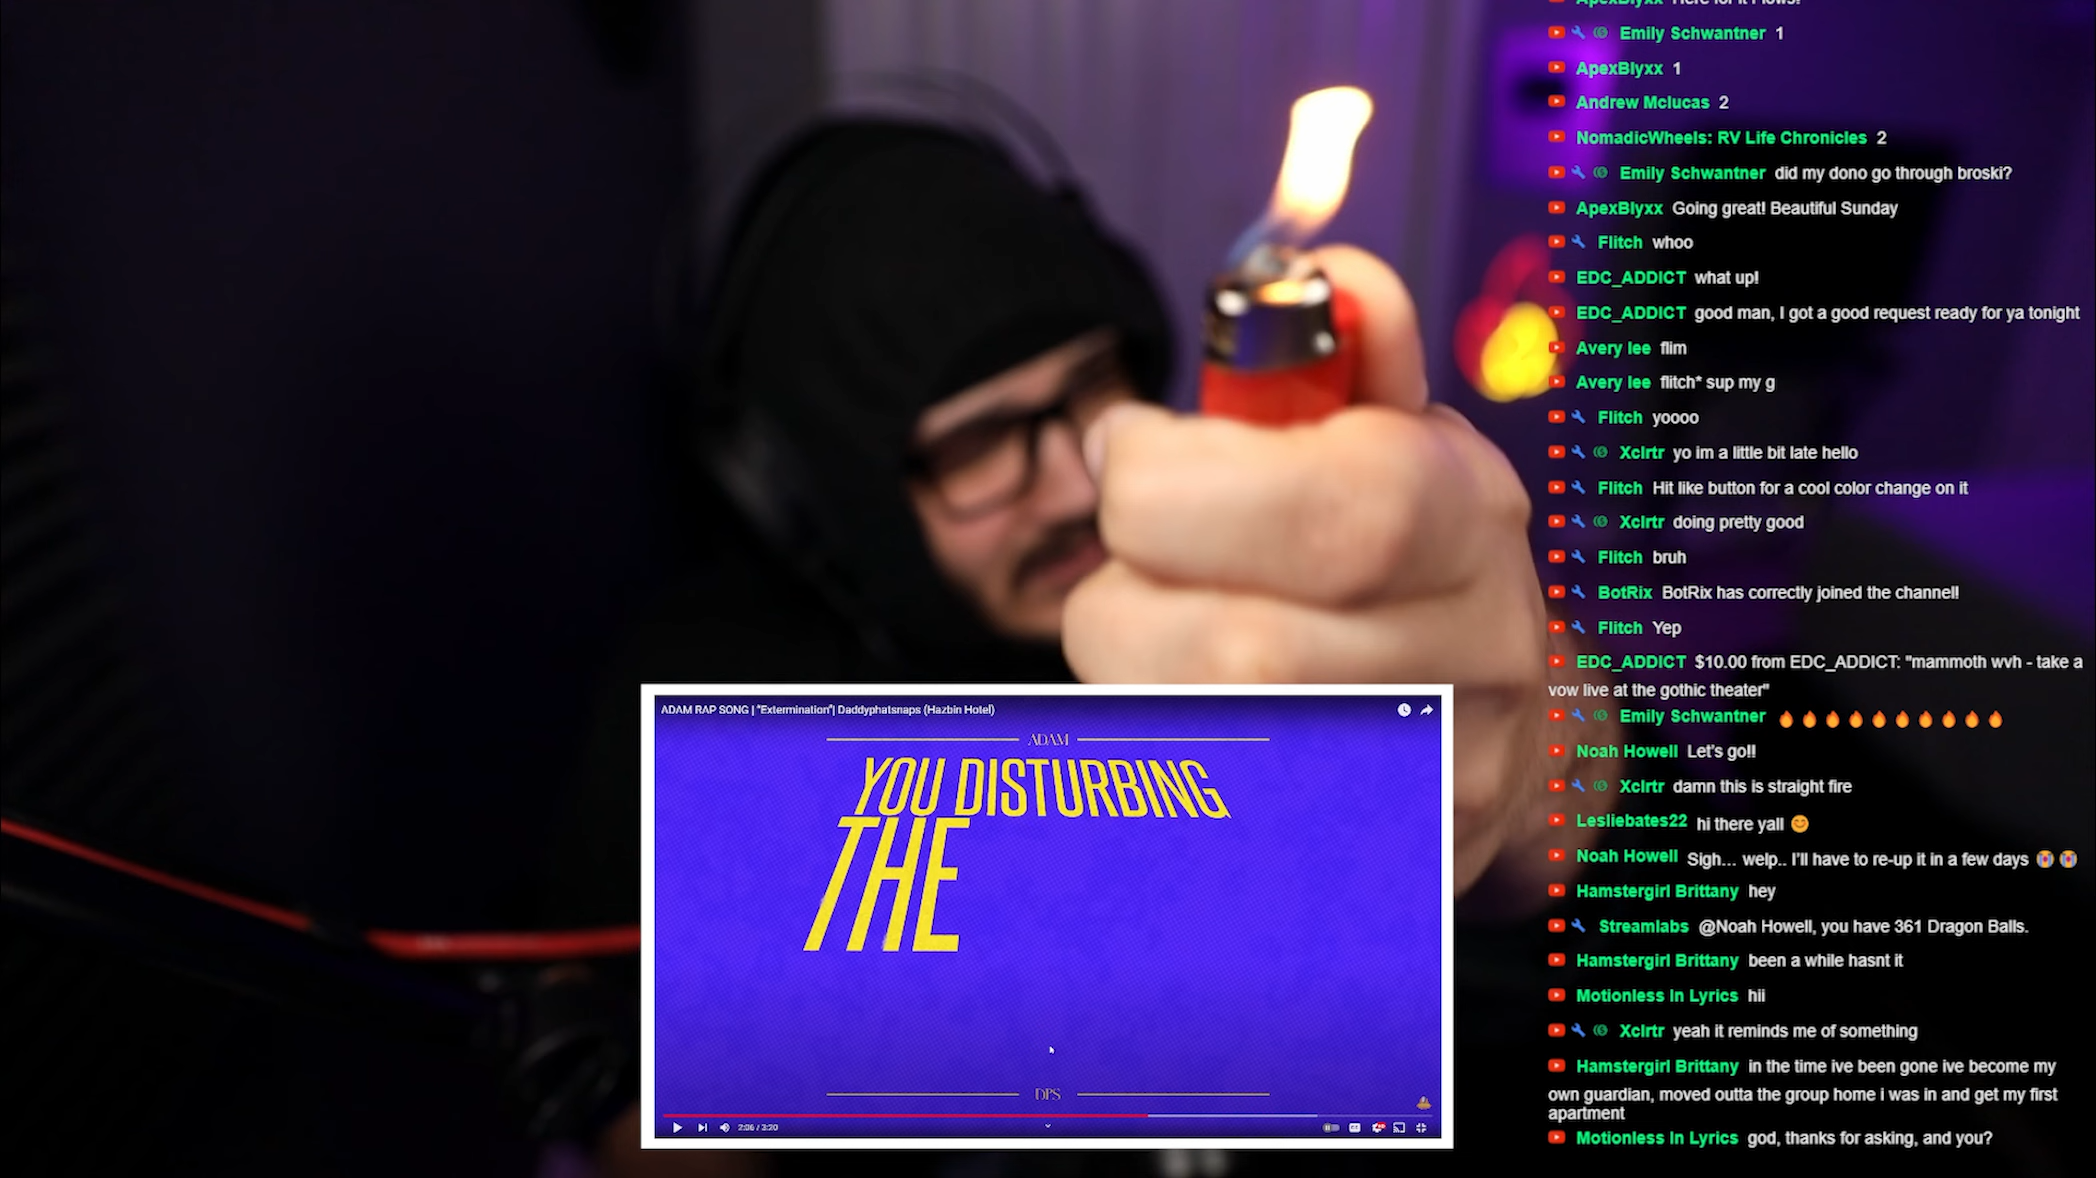 ApexBlyxx Here for it Flows!
Emily Schwantner 1
ApexBlyxx 1
Andrew Mclucas 2
NomadicWheels: RV Life Chronicles 2
Emily Schwantner did my dono go through broski?
ApexBlyxx Going great! Beautiful Sunday
Flitch whoo
EDC_ADDICT what up!
EDC_ADDICT good man, I got a good request ready for ya tonight
Avery lee flim
Avery lee flitch* sup my g
Flitch yoooo
Xclrtr yo im a little bit late hello
Flitch Hit like button for a cool color change on it
Xclrtr doing pretty good
Flitch bruh
BotRix BotRix has correctly joined the channel!
Flitch Yep
EDC_ADDICT $10.00 from EDC_ADDICT: "mammoth wvh - take a
vow live at the gothic theater"
Emily Schwantner 🔥🔥🔥🔥🔥🔥🔥🔥🔥🔥
Noah Howell Let's go!!
Xclrtr damn this is straight fire
Lesliebates22 hi there yall 😊
Noah Howell Sigh... welp.. I'll have to re-up it in a few days 😭😭
Hamstergirl Brittany hey
Streamlabs @Noah Howell, you have 361 Dragon Balls.
Hamstergirl Brittany been a while hasnt it
Motionless In Lyrics hii
Xclrtr yeah it reminds me of something
Hamstergirl Brittany in the time ive been gone ive become my
own guardian, moved outta the group home i was in and get my first
apartment
Motionless In Lyrics god, thanks for asking, and you?
ADAM RAP SONG | "Extermination"| Daddyphatsnaps (Hazbin Hotel)
ADAM
YOU DISTURBING
THE
DPS
2:06 / 3:20